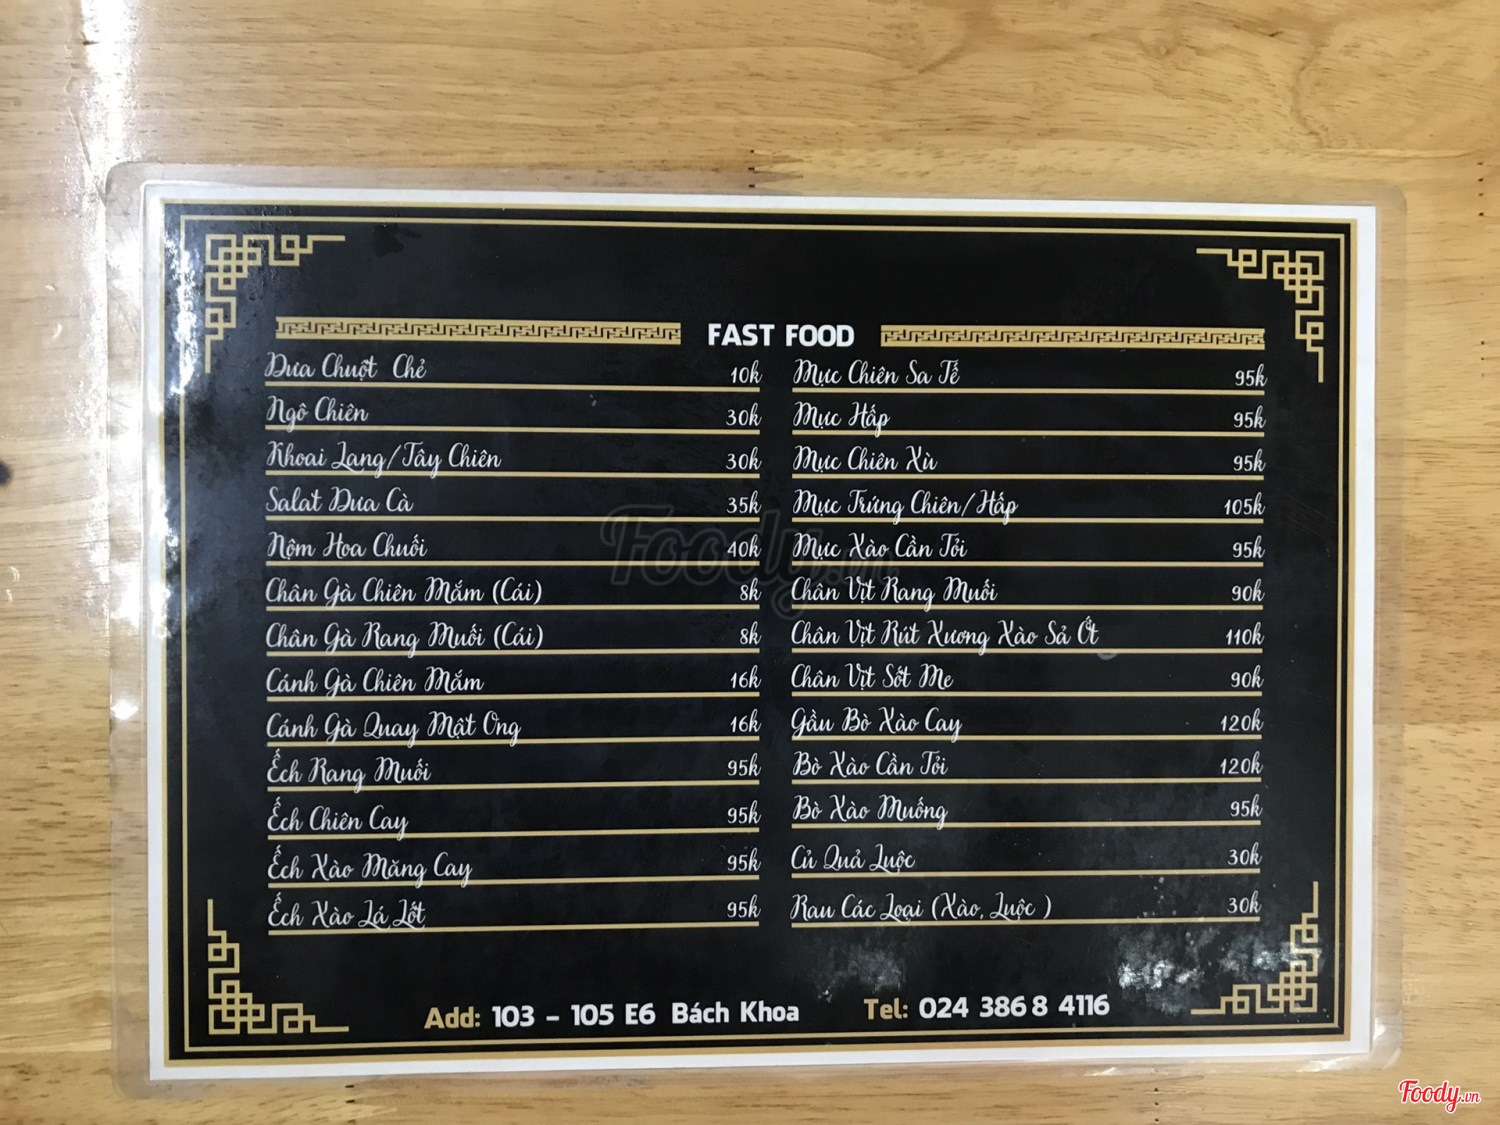 FAST FOOD
Dưa Chuột Chẻ 10k
Ngô Chiên 30k
Khoai Lang/Tây Chiên 30k
Salat Dưa Cà 35k
Nộm Hoa Chuối 40k
Chân Gà Chiên Mắm (Cái) 8k
Chân Gà Rang Muối (Cái) 8k
Cánh Gà Chiên Mắm 16k
Cánh Gà Quay Mật Ong 16k
Ếch Rang Muối 95k
Ếch Chiên Cay 95k
Ếch Xào Măng Cay 95k
Ếch Xào Lá Lốt 95k
Mực Chiên Sa Tế 95k
Mực Hấp 95k
Mực Chiên Xù 95k
Mực Trứng Chiên/Hấp 105k
Mực Xào Cần Tỏi 95k
Chân Vịt Rang Muối 90k
Chân Vịt Rút Xương Xào Sả Ớt 110k
Chân Vịt Sốt Me 90k
Gầu Bò Xào Cay 120k
Bò Xào Cần Tỏi 120k
Bò Xào Muống 95k
Củ Quả Luộc 30k
Rau Các Loại (Xào, Luộc ) 30k
Add: 103 - 105 E6 Bách Khoa Tel: 024 3868 4116
Foody.vn
Foody.vn